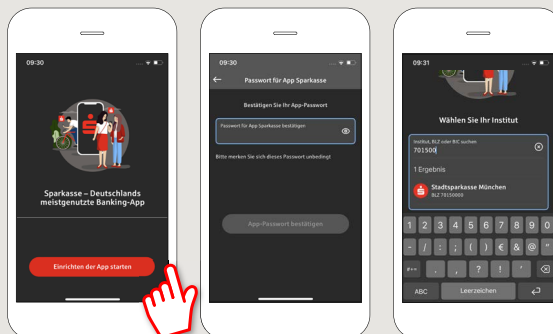 09:30
Sparkasse – Deutschlands
meistgenutzte Banking-App
Einrichten der App starten
09:30
Passwort für App Sparkasse
Bestätigen Sie Ihr App-Passwort
Passwort für App Sparkasse bestätigen
Bitte merken Sie sich dieses Passwort unbedingt
App-Passwort bestätigen
09:31
Wählen Sie Ihr Institut
Institut, BLZ oder BIC suchen
701500
1 Ergebnis
Stadtsparkasse München
BLZ 70150000
1 2 3 4 5 6 7 8 9 0
- / : ; ( ) € & @ "
#+= . , ? ! '
ABC Leerzeichen